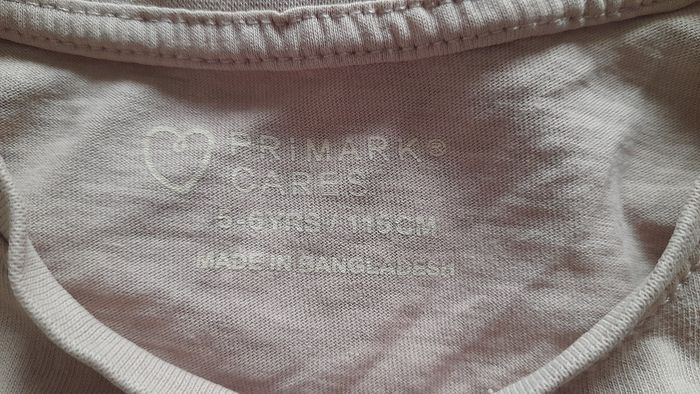 PRIMARK®
CARES
5-6YRS / 116CM
MADE IN BANGLADESH